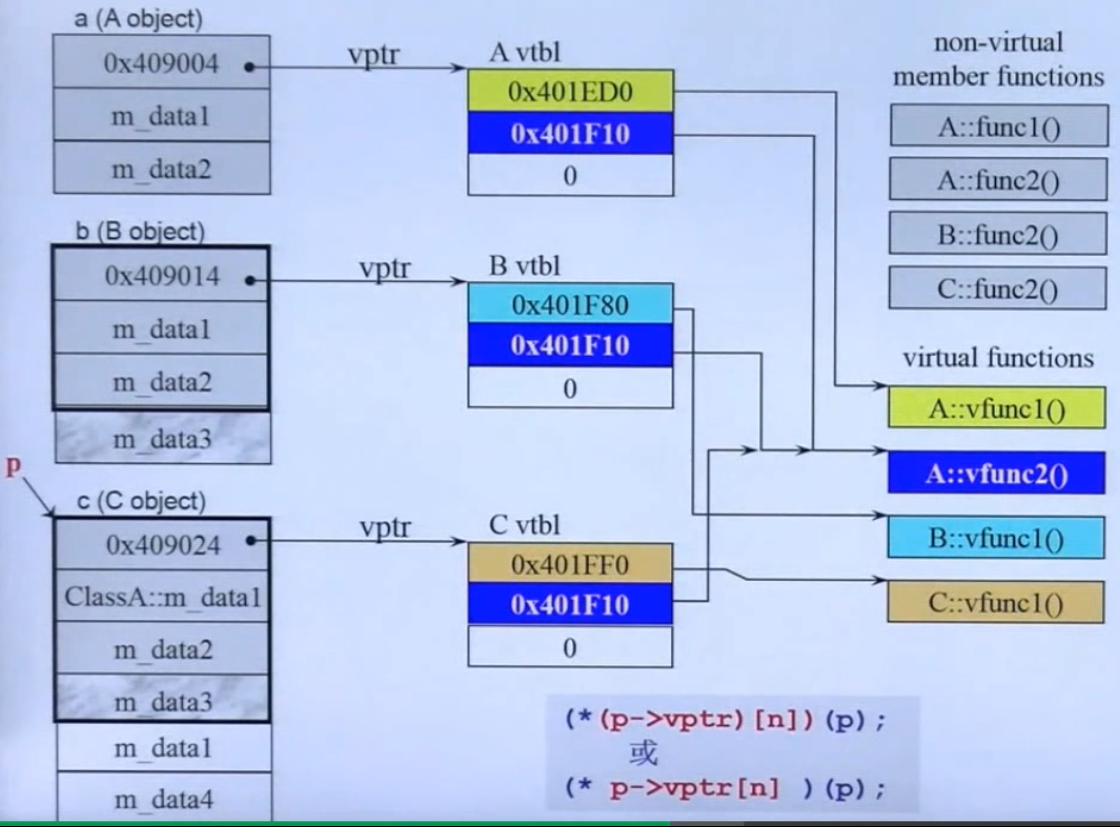 a (A object)
0x409004
m_data1
m_data2
vptr
A vtbl
0x401ED0
0x401F10
0
b (B object)
0x409014
m_data1
m_data2
m_data3
vptr
B vtbl
0x401F80
0x401F10
0
p
c (C object)
0x409024
ClassA::m_data1
m_data2
m_data3
m_data1
m_data4
vptr
C vtbl
0x401FF0
0x401F10
0
non-virtual
member functions
A::func1()
A::func2()
B::func2()
C::func2()
virtual functions
A::vfunc1()
A::vfunc2()
B::vfunc1()
C::vfunc1()
(*(p->vptr)[n])(p);
或
(* p->vptr[n] )(p);